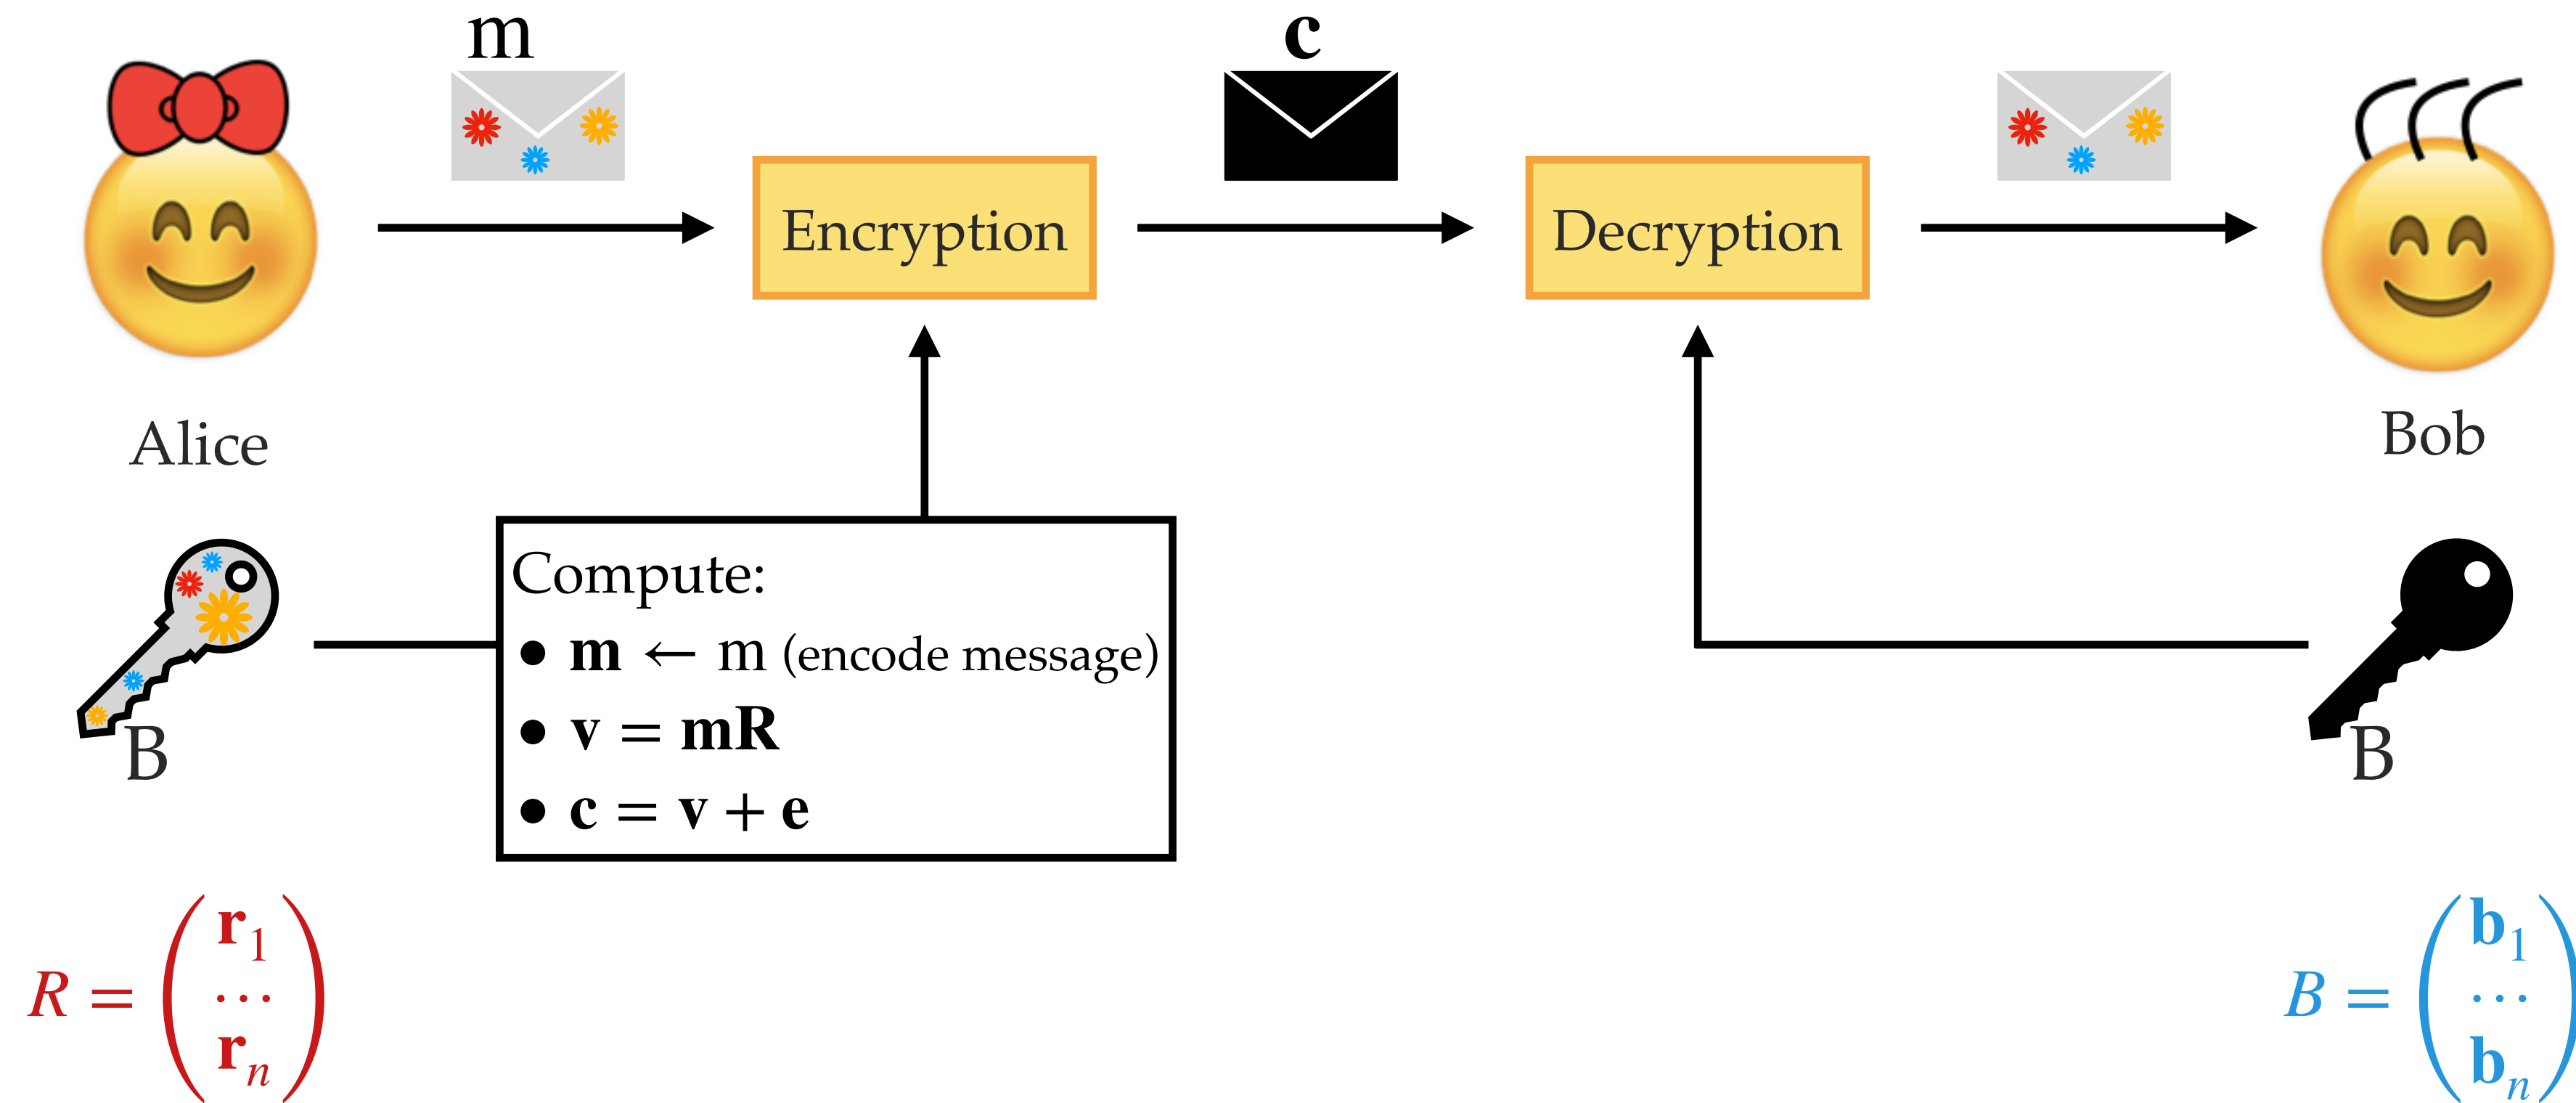 m
c
Encryption
Decryption
Alice
Bob
Compute:
• m ← m (encode message)
• v = mR
• c = v + e
B
B
R = ( r₁ ⋯ rₙ )
B = ( b₁ ⋯ bₙ )